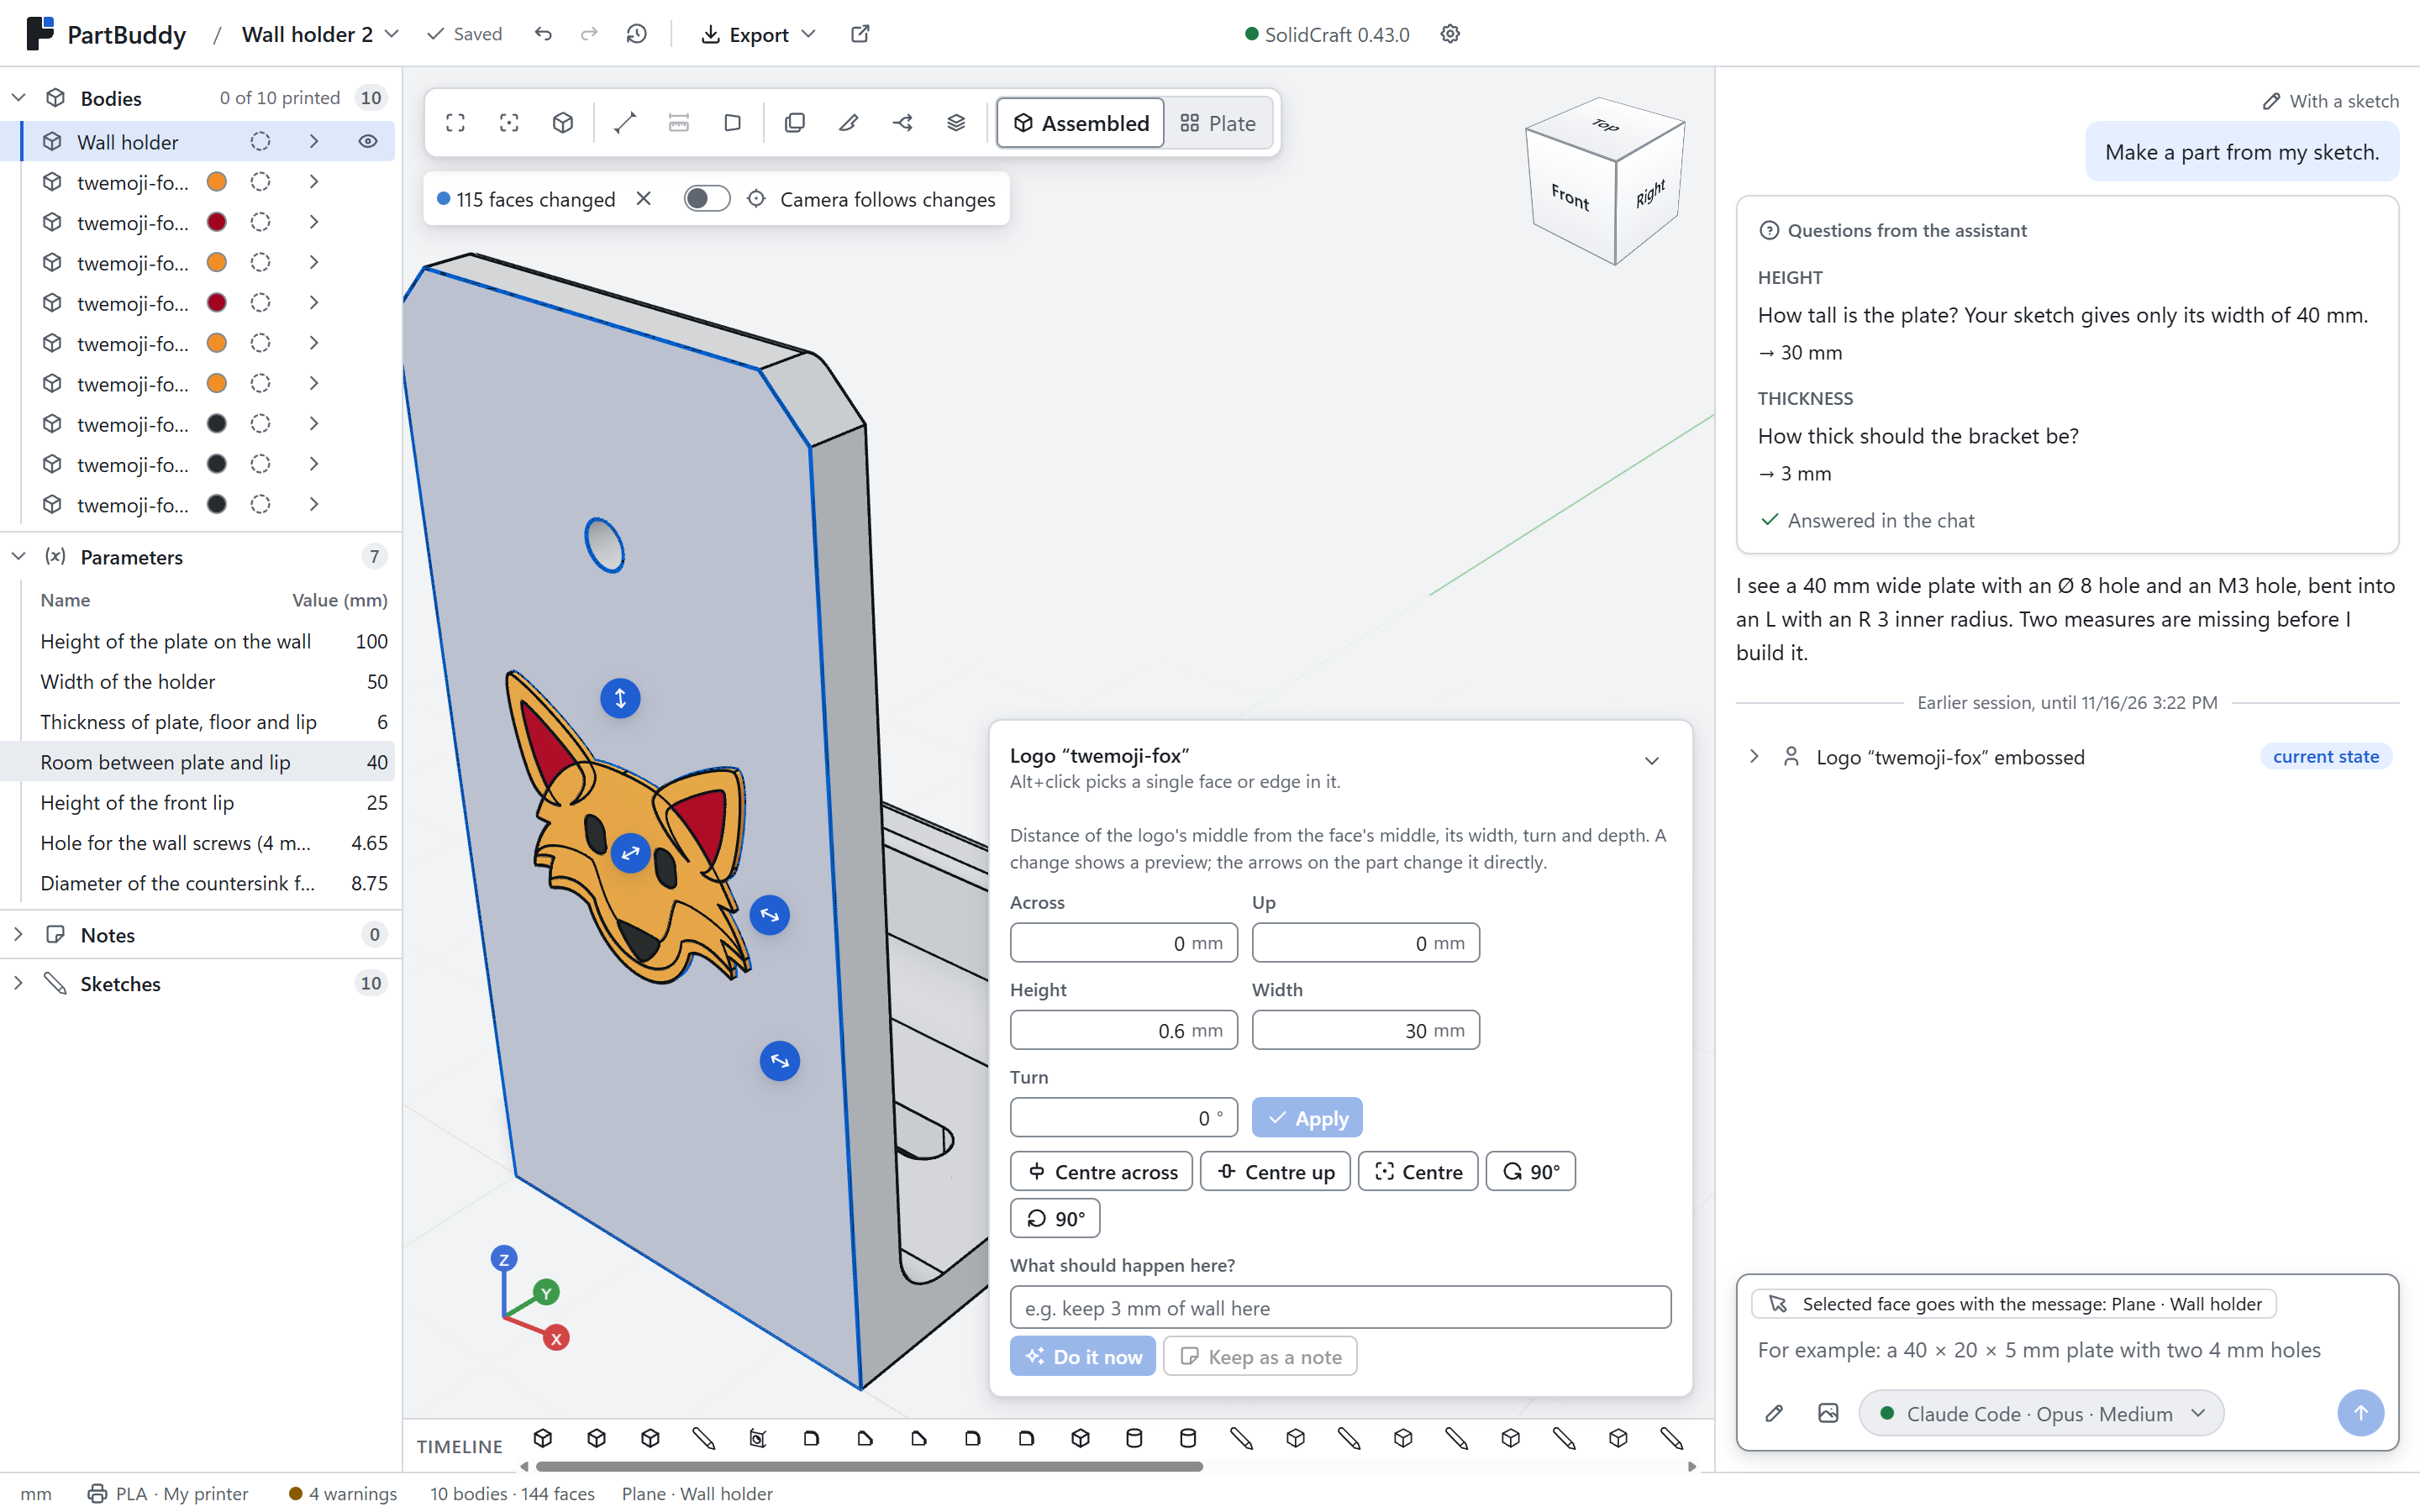 PartBuddy / Wall holder 2 Saved Export SolidCraft 0.43.0
Bodies 0 of 10 printed 10
Wall holder
twemoji-fo...
twemoji-fo...
twemoji-fo...
twemoji-fo...
twemoji-fo...
twemoji-fo...
twemoji-fo...
twemoji-fo...
twemoji-fo...
Parameters 7
Name Value (mm)
Height of the plate on the wall 100
Width of the holder 50
Thickness of plate, floor and lip 6
Room between plate and lip 40
Height of the front lip 25
Hole for the wall screws (4 m... 4.65
Diameter of the countersink f... 8.75
Notes 0
Sketches 10
Assembled Plate
115 faces changed Camera follows changes
Top
Front
Right
Logo “twemoji-fox”
Alt+click picks a single face or edge in it.
Distance of the logo's middle from the face's middle, its width, turn and depth. A
change shows a preview; the arrows on the part change it directly.
Across Up
0 mm 0 mm
Height Width
0.6 mm 30 mm
Turn
0 ° Apply
Centre across Centre up Centre 90°
90°
What should happen here?
e.g. keep 3 mm of wall here
Do it now Keep as a note
Z
Y
X
TIMELINE
With a sketch
Make a part from my sketch.
Questions from the assistant
HEIGHT
How tall is the plate? Your sketch gives only its width of 40 mm.
→ 30 mm
THICKNESS
How thick should the bracket be?
→ 3 mm
Answered in the chat
I see a 40 mm wide plate with an Ø 8 hole and an M3 hole, bent into
an L with an R 3 inner radius. Two measures are missing before I
build it.
Earlier session, until 11/16/26 3:22 PM
Logo “twemoji-fox” embossed current state
Selected face goes with the message: Plane · Wall holder
For example: a 40 × 20 × 5 mm plate with two 4 mm holes
Claude Code · Opus · Medium
mm PLA · My printer 4 warnings 10 bodies · 144 faces Plane · Wall holder